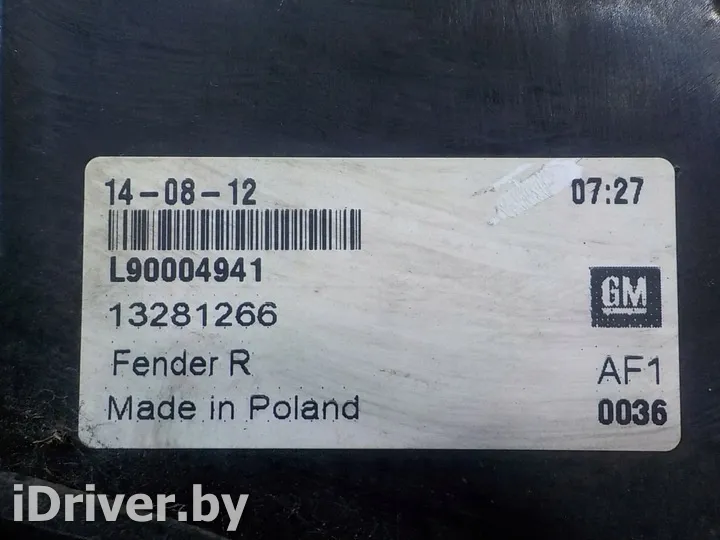 14-08-12 07:27
L90004941
13281266
GM
Fender R AF1
Made in Poland 0036
iDriver.by